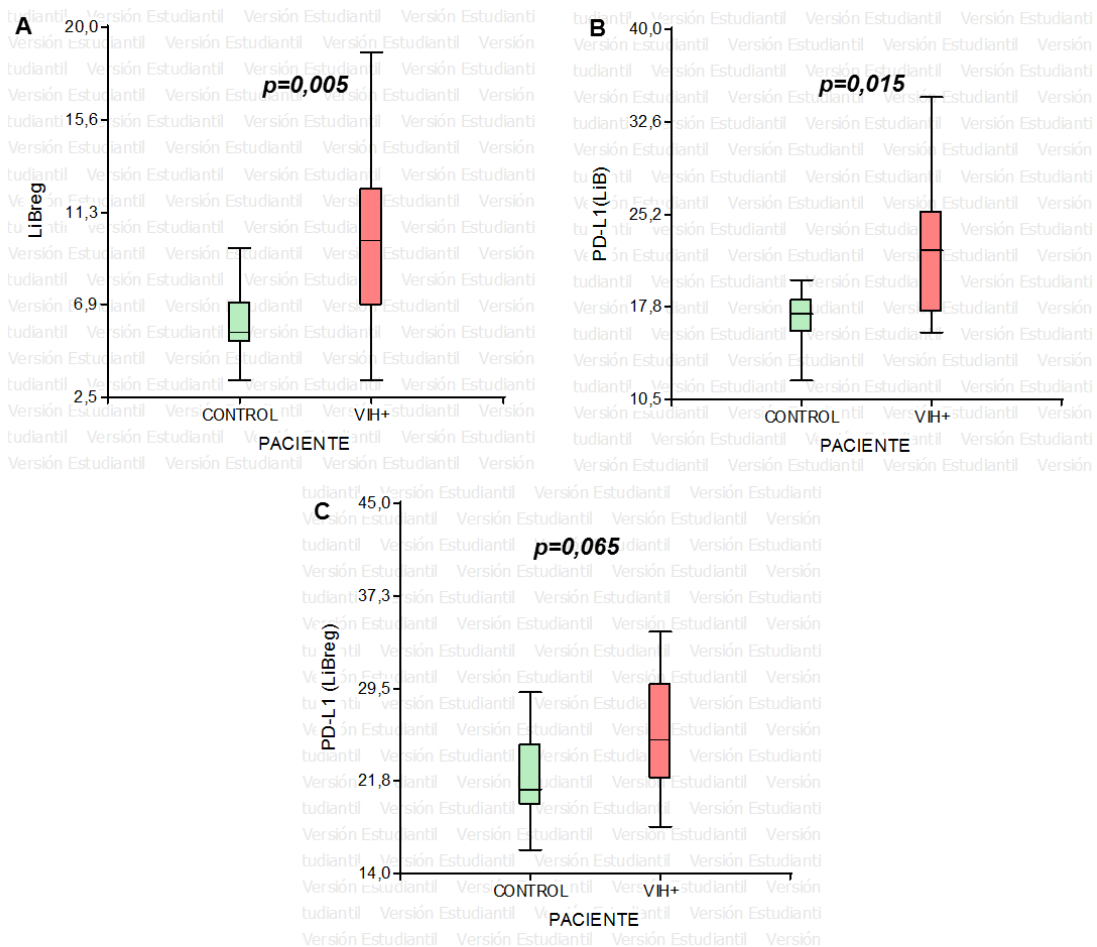 A
20,0
15,6
11,3
6,9
2,5
LiBreg
p=0,005
CONTROL VIH+
PACIENTE
B
40,0
32,6
25,2
17,8
10,5
PD-L1(LiB)
p=0,015
CONTROL VIH+
PACIENTE
C
45,0
37,3
29,5
21,8
14,0
PD-L1 (LiBreg)
p=0,065
CONTROL VIH+
PACIENTE
Versión Estudiantil